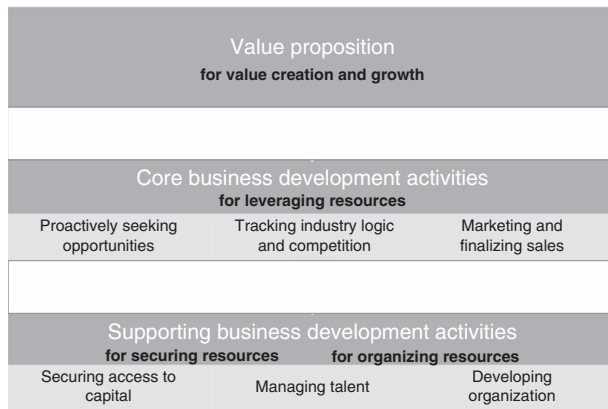 Value proposition
for value creation and growth
Core business development activities
for leveraging resources
Proactively seeking
opportunities
Tracking industry logic
and competition
Marketing and
finalizing sales
Supporting business development activities
for securing resources for organizing resources
Securing access to
capital
Managing talent
Developing
organization